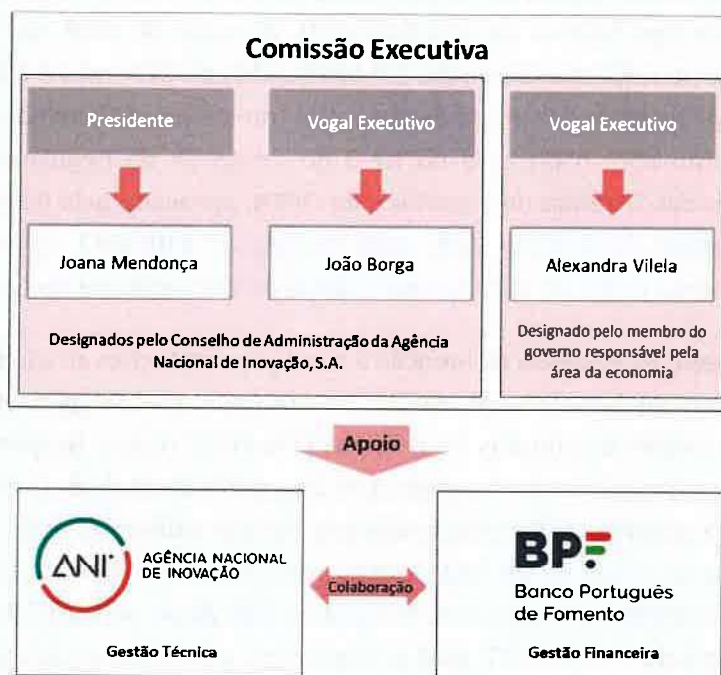 Comissão Executiva
Presidente
Vogal Executivo
Vogal Executivo
Joana Mendonça
João Borga
Alexandra Vilela
Designados pelo Conselho de Administração da Agência
Nacional de Inovação, S.A.
Designado pelo membro do
governo responsável pela
área da economia
Apoio
ANI
AGÊNCIA NACIONAL
DE INOVAÇÃO
Gestão Técnica
Colaboração
BPF
Banco Português
de Fomento
Gestão Financeira